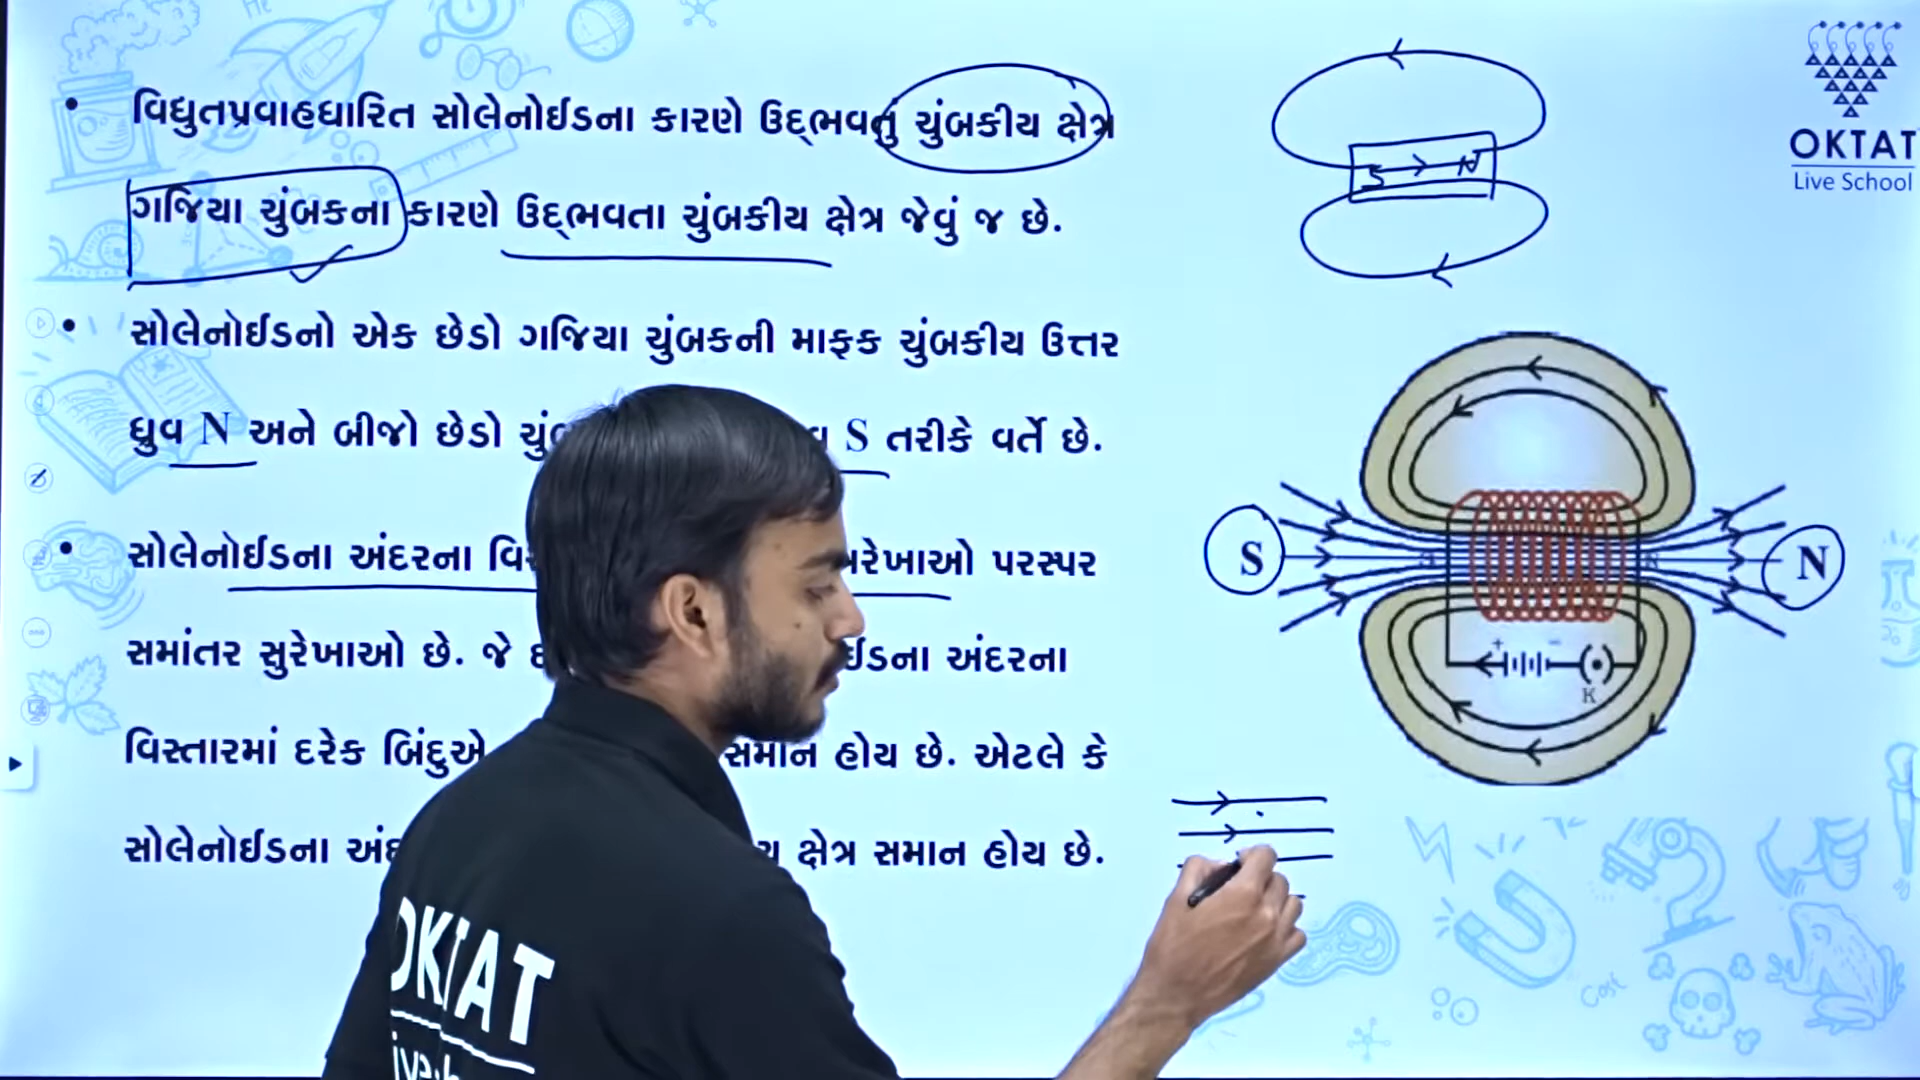 વિદ્યુતપ્રવાહધારિત સોલેનોઈડના કારણે ઉદ્‌ભવતું ચુંબકીય ક્ષેત્ર
ગજિયા ચુંબકના કારણે ઉદ્‌ભવતા ચુંબકીય ક્ષેત્ર જેવું જ છે.
સોલેનોઈડનો એક છેડો ગજિયા ચુંબકની માફક ચુંબકીય ઉત્તર
ધ્રુવ N અને બીજો છેડો S તરીકે વર્તે છે.
સોલેનોઈડના અંદરના પરસ્પર
સમાંતર સુરેખાઓ છે. જે અંદરના
વિસ્તારમાં દરેક બિંદુએ સમાન હોય છે. એટલે કે
સોલેનોઈડના ક્ષેત્ર સમાન હોય છે.
S N
S N
+ -
K
OKTAT
Live School
OKTAT
Cost
He